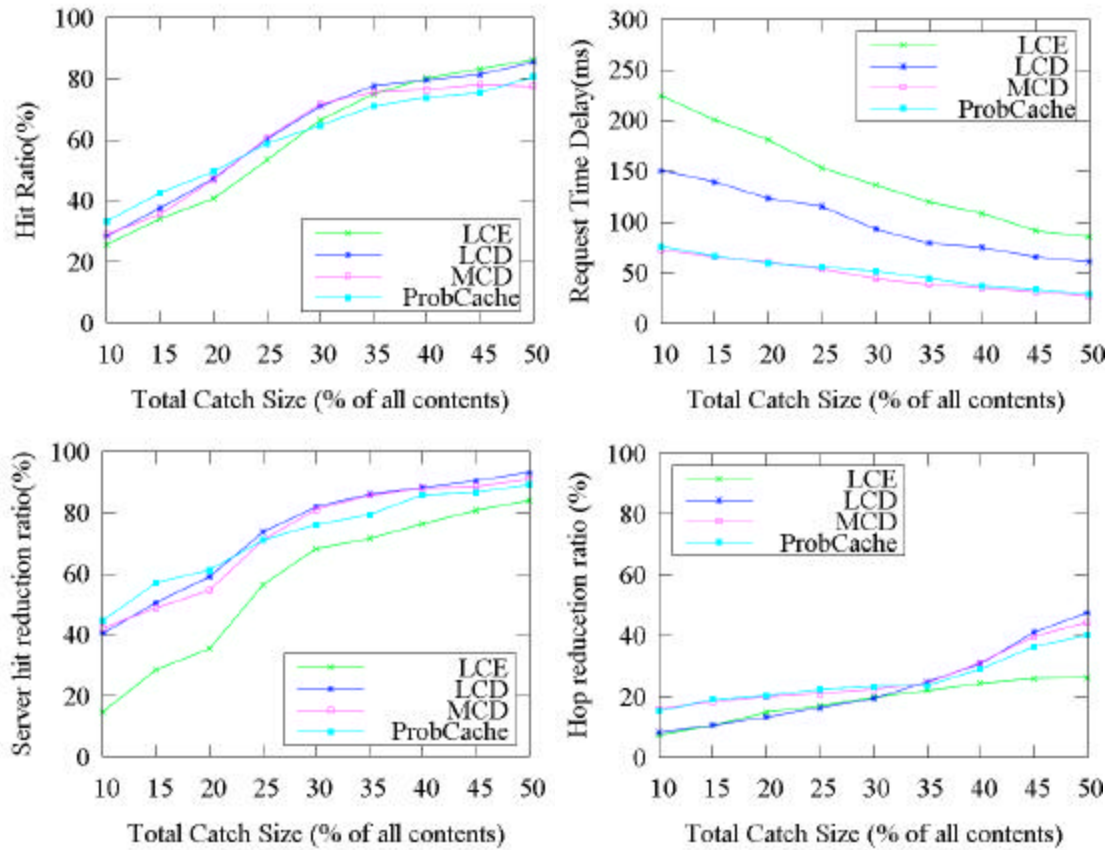 100
80
60
40
20
0
Hit Ratio(%)
LCE
LCD
MCD
ProbCache
10 15 20 25 30 35 40 45 50
Total Catch Size (% of all contents)
300
250
200
150
100
50
0
Request Time Delay(ms)
LCE
LCD
MCD
ProbCache
10 15 20 25 30 35 40 45 50
Total Catch Size (% of all contents)
100
80
60
40
20
0
Server hit reduction ratio(%)
LCE
LCD
MCD
ProbCache
10 15 20 25 30 35 40 45 50
Total Catch Size (% of all contents)
100
80
60
40
20
0
Hop reducetion ratio (%)
LCE
LCD
MCD
ProbCache
10 15 20 25 30 35 40 45 50
Total Catch Size (% of all contents)